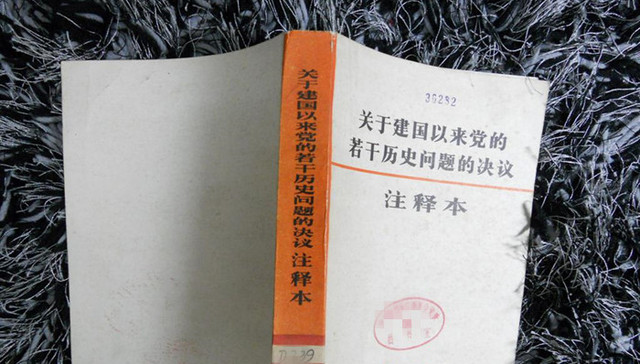 关于建国以来党的若干历史问题的决议 注释本
36282
关于建国以来党的
若干历史问题的决议
注释本